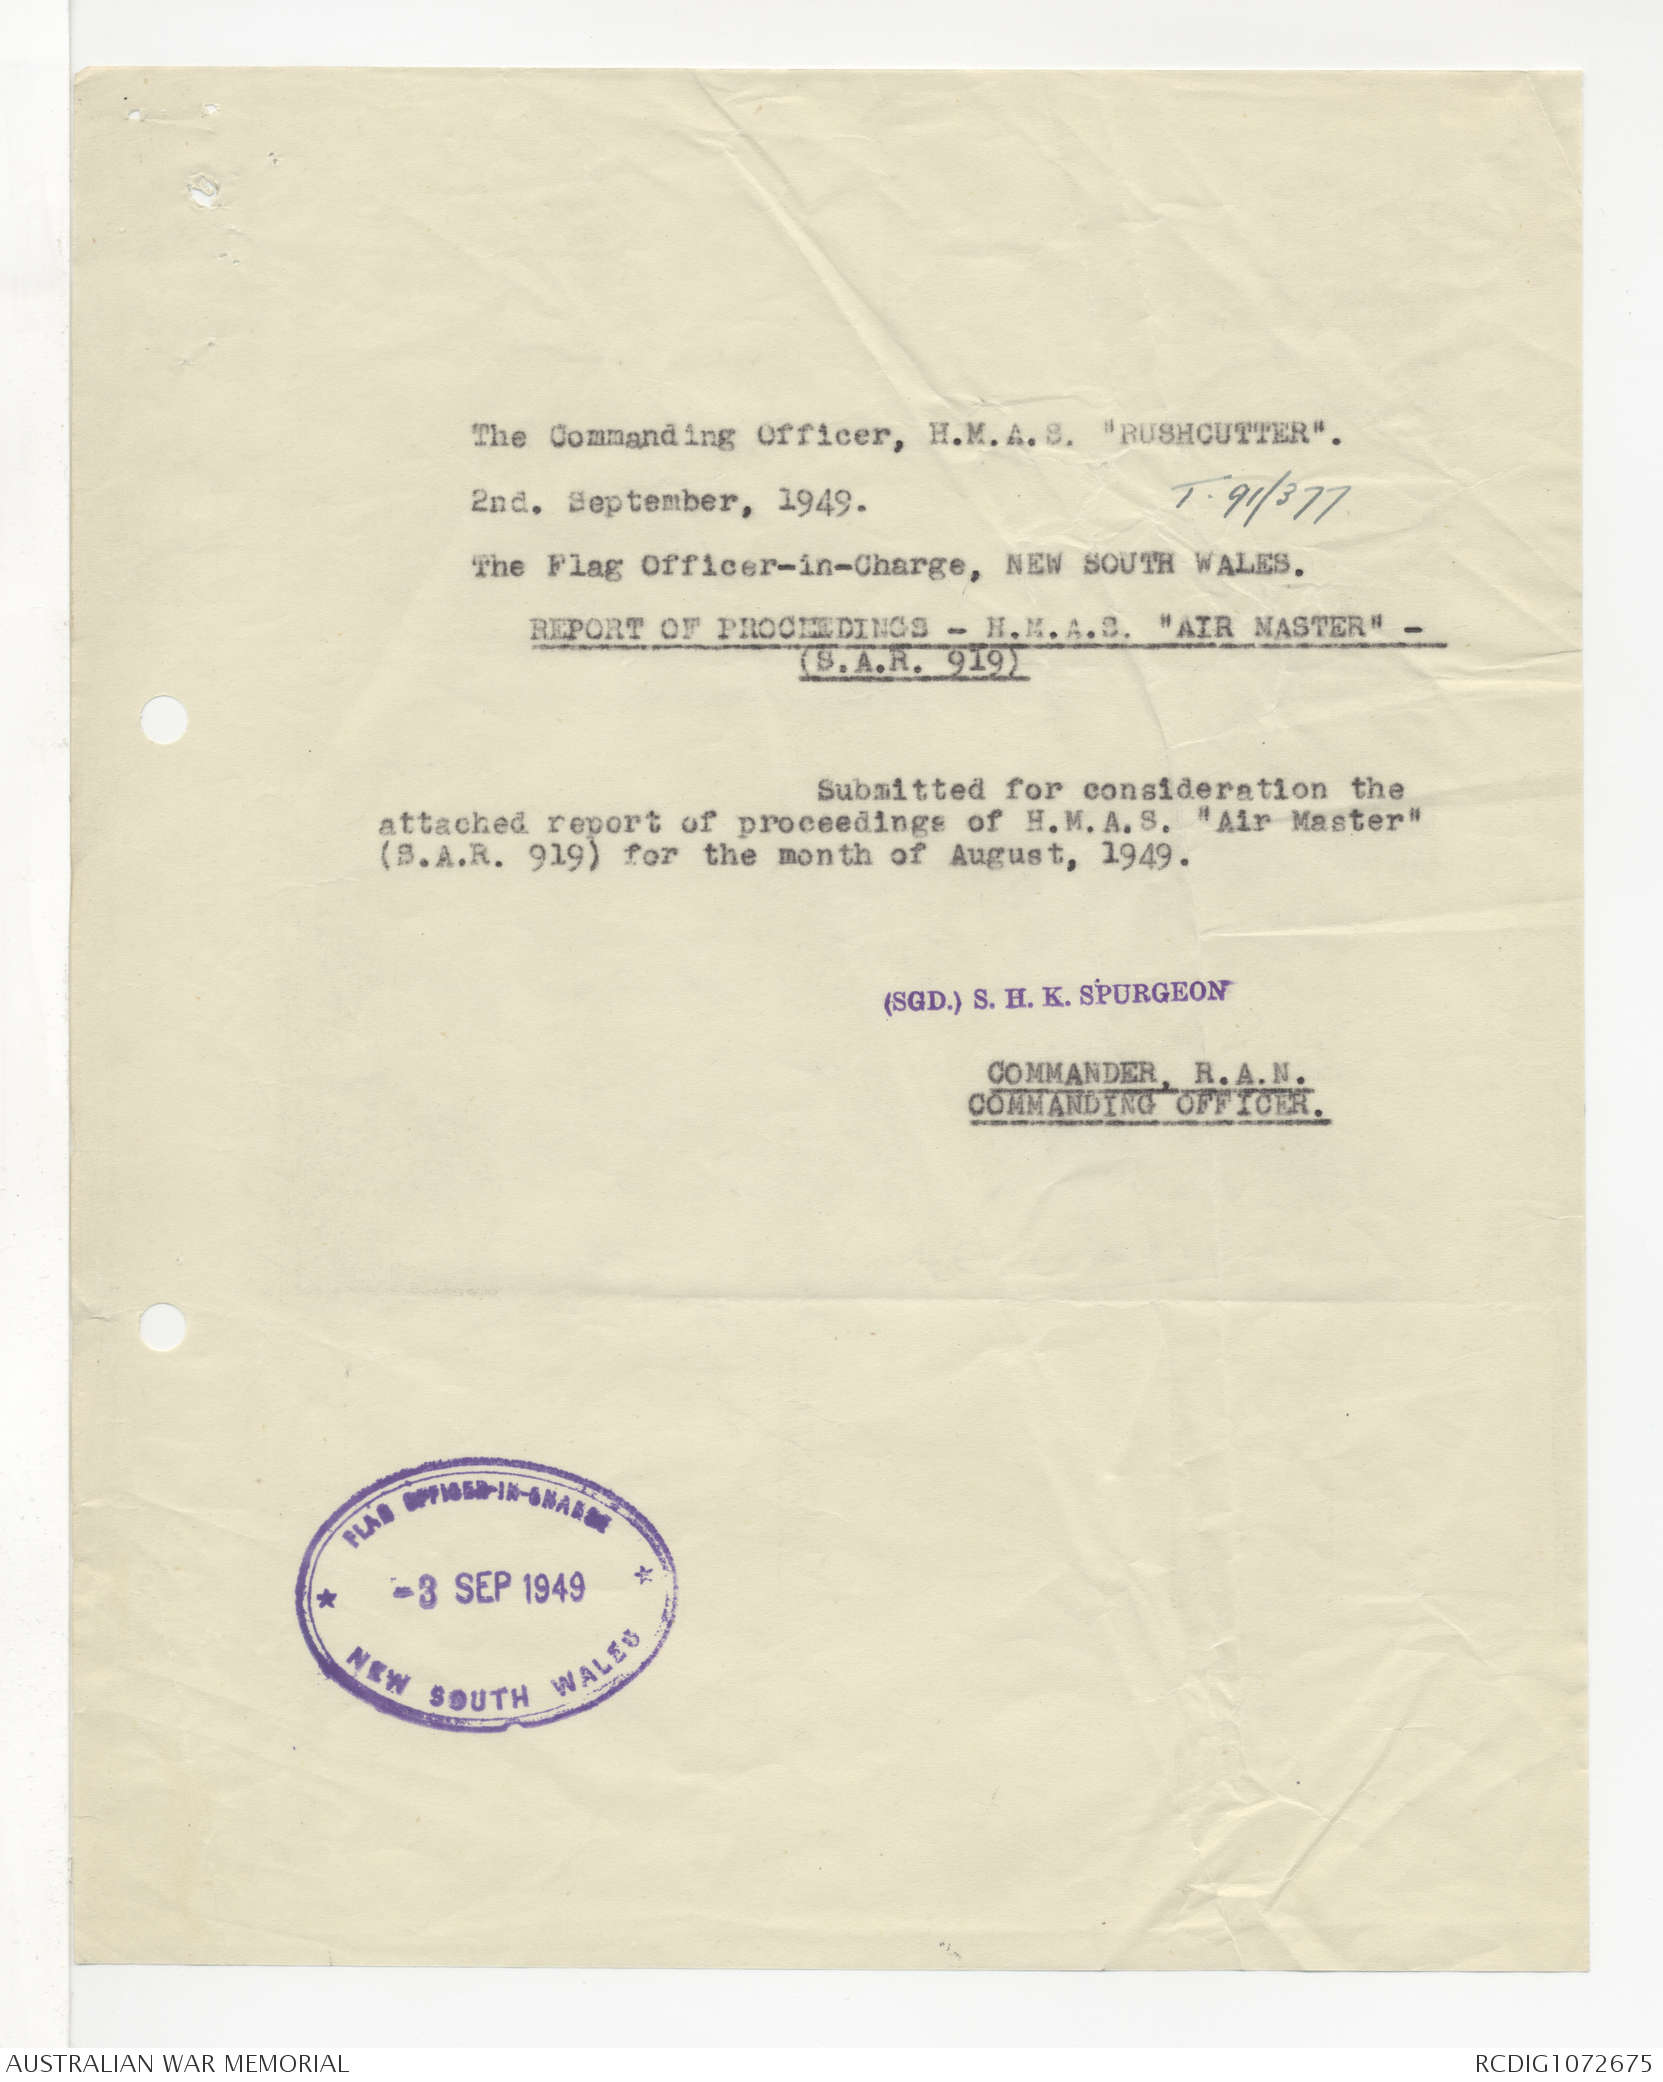 The Commanding Officer, H.M.A.S. "RUSHCUTTER".
2nd. September, 1949.
T. 91/377
The Flag Officer-in-Charge, NEW SOUTH WALES.
REPORT OF PROCEEDINGS - H.M.A.S. "AIR MASTER" -
(S.A.R. 919)
Submitted for consideration the
attached report of proceedings of H.M.A.S. "Air Master"
(S.A.R. 919) for the month of August, 1949.
(SGD.) S. H. K. SPURGEON
COMMANDER, R.A.N.
COMMANDING OFFICER.
FLAG OFFICER-IN-CHARGE
-3 SEP 1949
NEW SOUTH WALES
AUSTRALIAN WAR MEMORIAL
RCDIG1072675